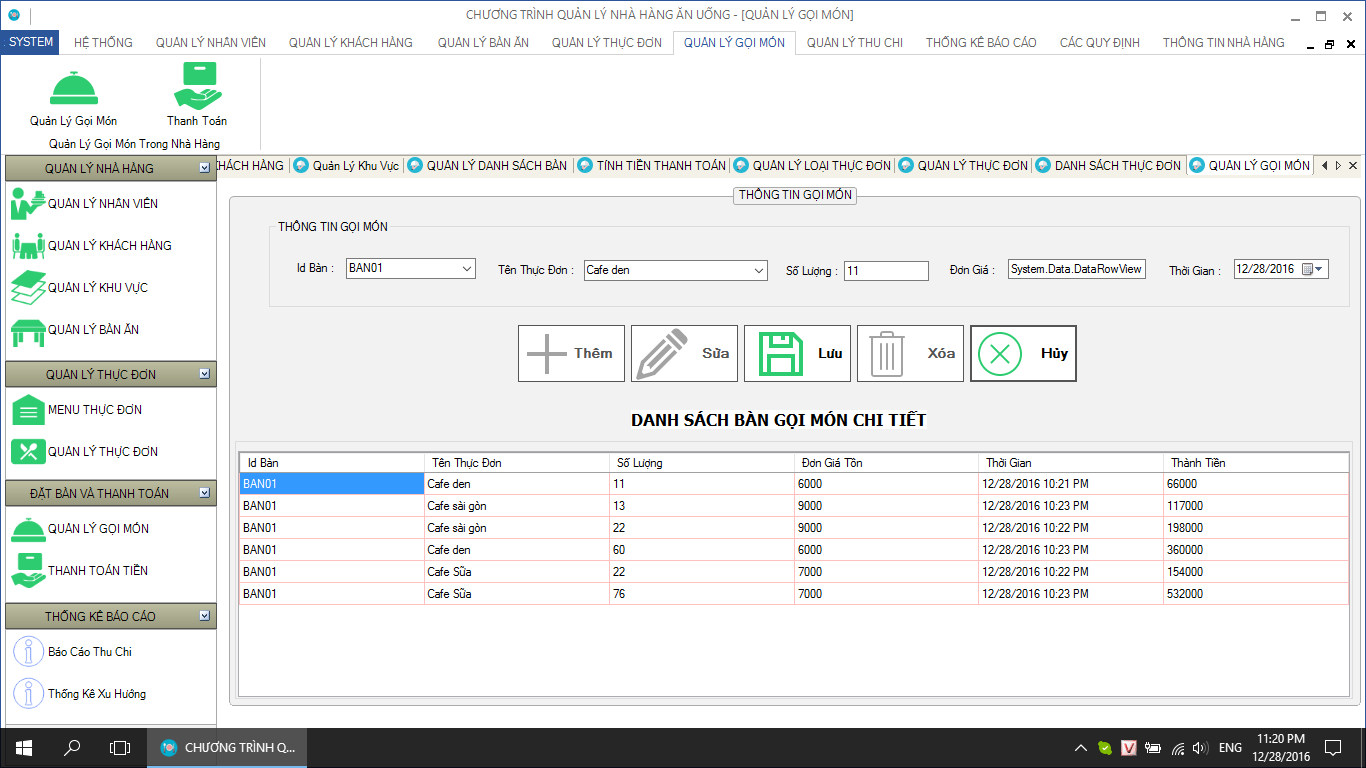 CHƯƠNG TRÌNH QUẢN LÝ NHÀ HÀNG ĂN UỐNG - [QUẢN LÝ GỌI MÓN]
SYSTEM HỆ THỐNG QUẢN LÝ NHÂN VIÊN QUẢN LÝ KHÁCH HÀNG QUẢN LÝ BÀN ĂN QUẢN LÝ THỰC ĐƠN QUẢN LÝ GỌI MÓN QUẢN LÝ THU CHI THỐNG KÊ BÁO CÁO CÁC QUY ĐỊNH THÔNG TIN NHÀ HÀNG
Quản Lý Gọi Món Thanh Toán
Quản Lý Gọi Món Trong Nhà Hàng
KHÁCH HÀNG Quản Lý Khu Vực QUẢN LÝ DANH SÁCH BÀN TÍNH TIỀN THANH TOÁN QUẢN LÝ LOẠI THỰC ĐƠN QUẢN LÝ THỰC ĐƠN DANH SÁCH THỰC ĐƠN QUẢN LÝ GỌI MÓN
QUẢN LÝ NHÀ HÀNG
QUẢN LÝ NHÂN VIÊN
QUẢN LÝ KHÁCH HÀNG
QUẢN LÝ KHU VỰC
QUẢN LÝ BÀN ĂN
QUẢN LÝ THỰC ĐƠN
MENU THỰC ĐƠN
QUẢN LÝ THỰC ĐƠN
ĐẶT BÀN VÀ THANH TOÁN
QUẢN LÝ GỌI MÓN
THANH TOÁN TIỀN
THỐNG KÊ BÁO CÁO
Báo Cáo Thu Chi
Thống Kê Xu Hướng
THÔNG TIN GỌI MÓN
THÔNG TIN GỌI MÓN
Id Bàn : BAN01 Tên Thực Đơn : Cafe den Số Lượng : 11 Đơn Giá : System.Data.DataRowView Thời Gian : 12/28/2016
Thêm Sửa Lưu Xóa Hủy
DANH SÁCH BÀN GỌI MÓN CHI TIẾT
Id Bàn Tên Thực Đơn Số Lượng Đơn Giá Tồn Thời Gian Thành Tiền
BAN01 Cafe den 11 6000 12/28/2016 10:21 PM 66000
BAN01 Cafe sài gòn 13 9000 12/28/2016 10:23 PM 117000
BAN01 Cafe sài gòn 22 9000 12/28/2016 10:22 PM 198000
BAN01 Cafe den 60 6000 12/28/2016 10:23 PM 360000
BAN01 Cafe Sữa 22 7000 12/28/2016 10:22 PM 154000
BAN01 Cafe Sữa 76 7000 12/28/2016 10:23 PM 532000
CHƯƠNG TRÌNH Q... V ENG 11:20 PM
12/28/2016